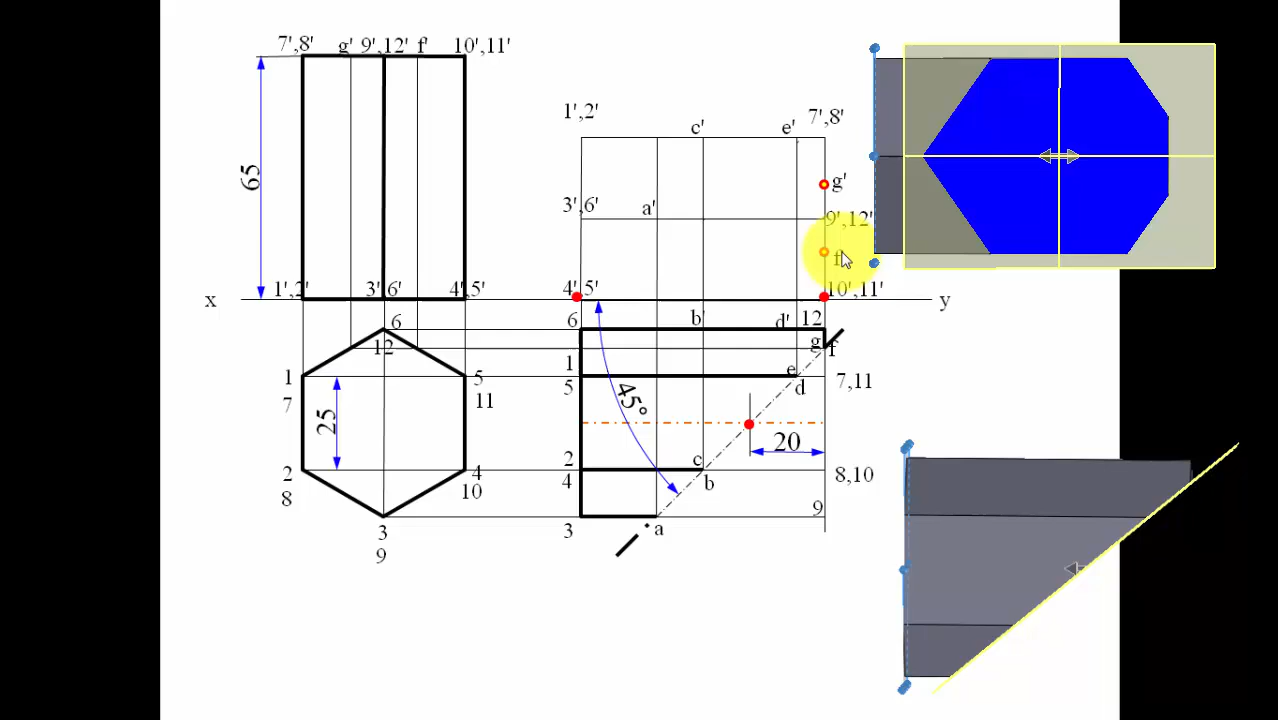 7',8' g' 9',12' f' 10',11'
65
x 1',2' 3',6' 4',5'
6
12
1 5
7 11
25
2 4
8 10
3
9
1',2' c' e' 7',8'
g'
3',6' a' 9',12'
f'
4',5' 10',11' y
6 b' d' 12
g f
1 e
5 d 7,11
45°
20
2 c
4 b 8,10
9
3 a